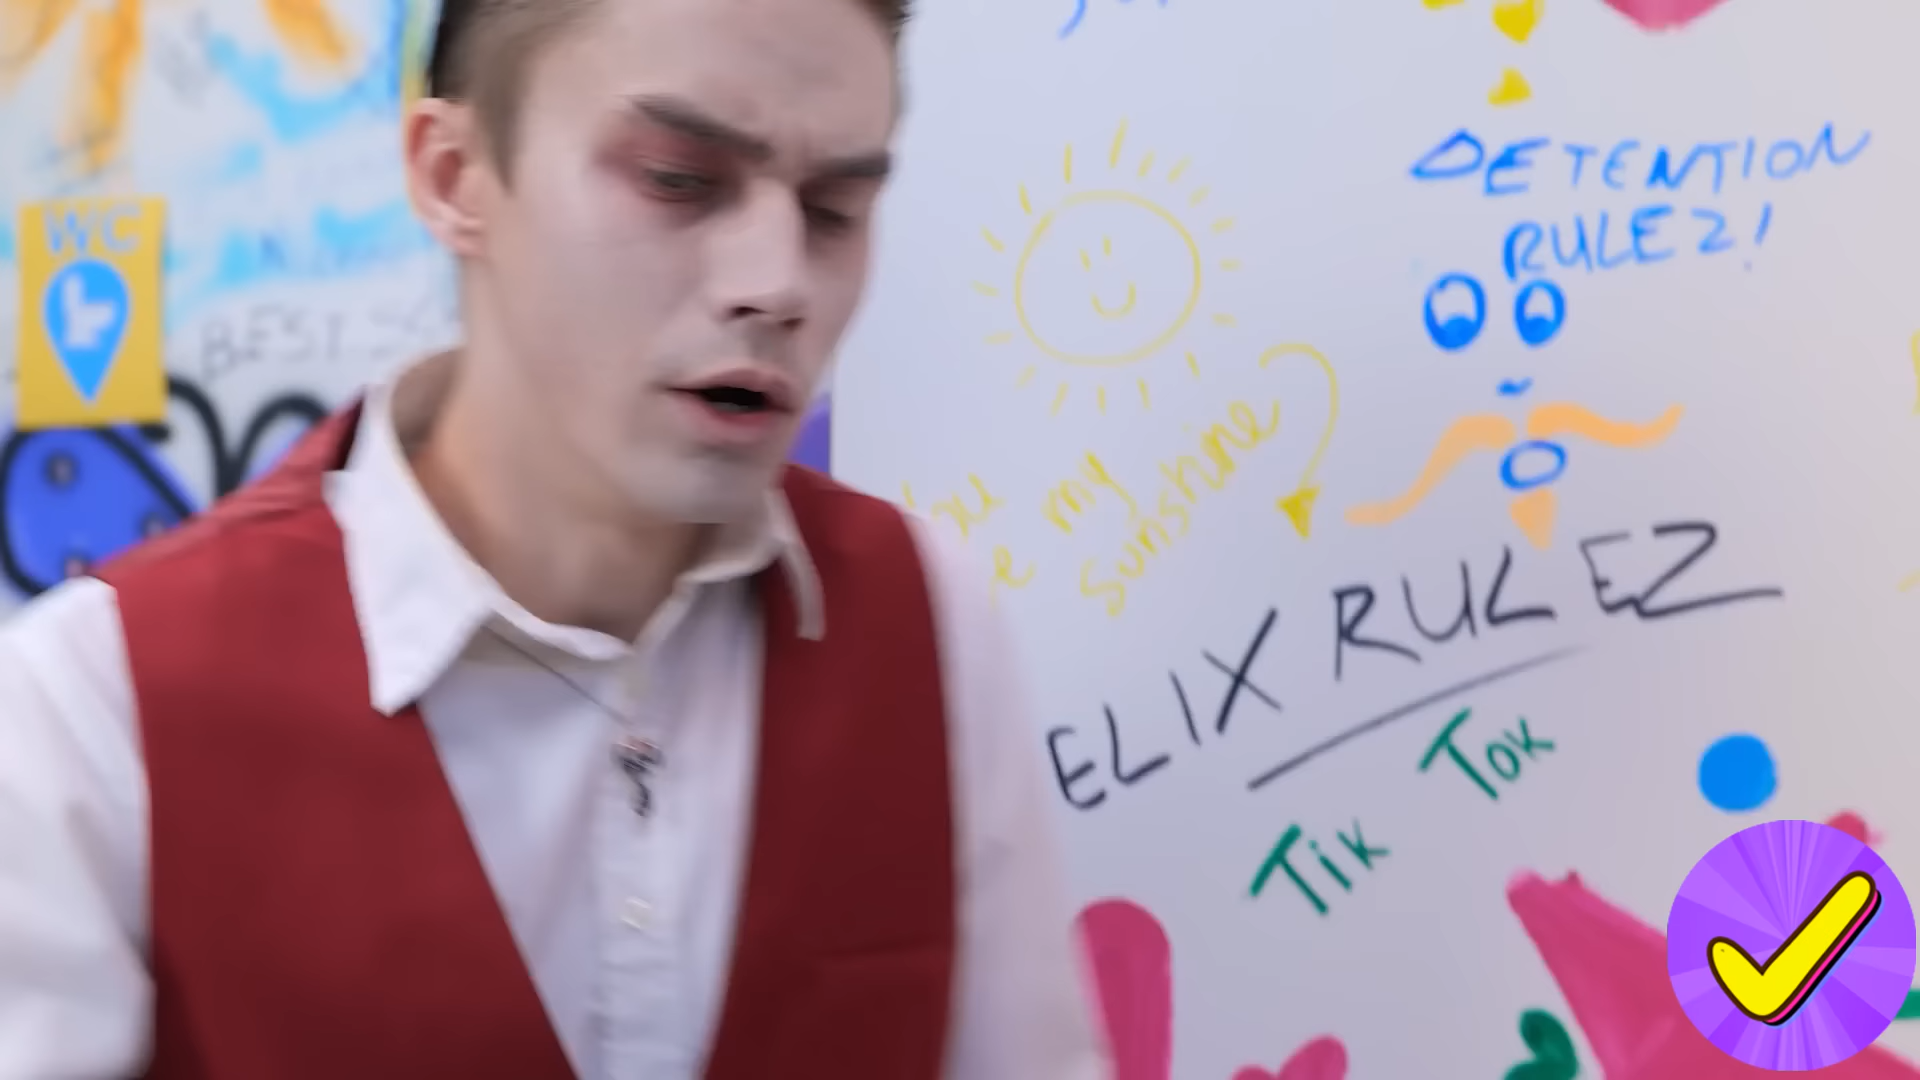 WC
BEST
DETENTION
RULEZ!
my
sunshine
ELIX RULEZ
Tik Tok